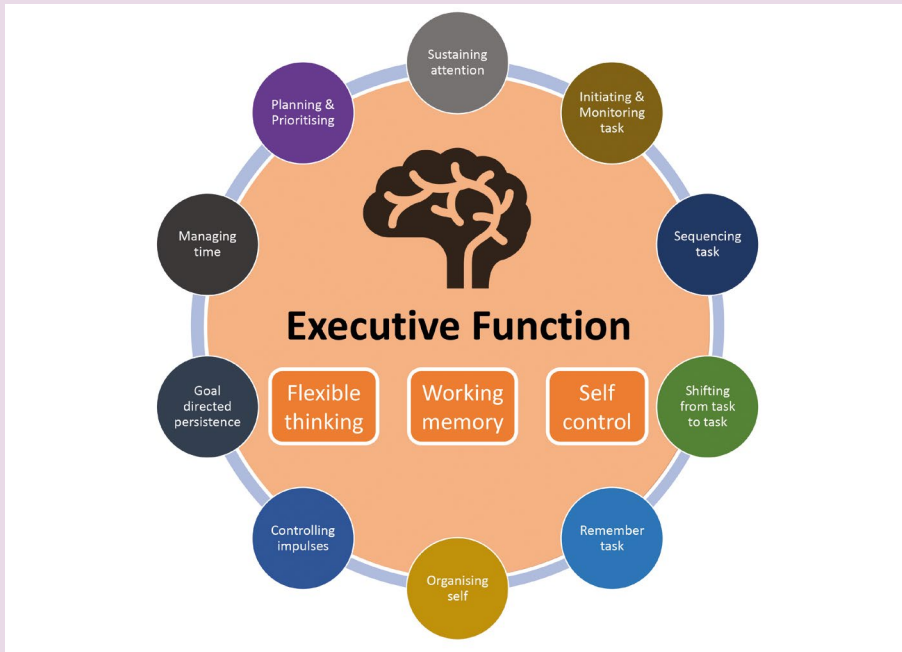 Sustaining
attention
Initiating &
Monitoring
task
Sequencing
task
Shifting
from task
to task
Remember
task
Organising
self
Controlling
impulses
Goal
directed
persistence
Managing
time
Planning &
Prioritising
Executive Function
Flexible
thinking
Working
memory
Self
control